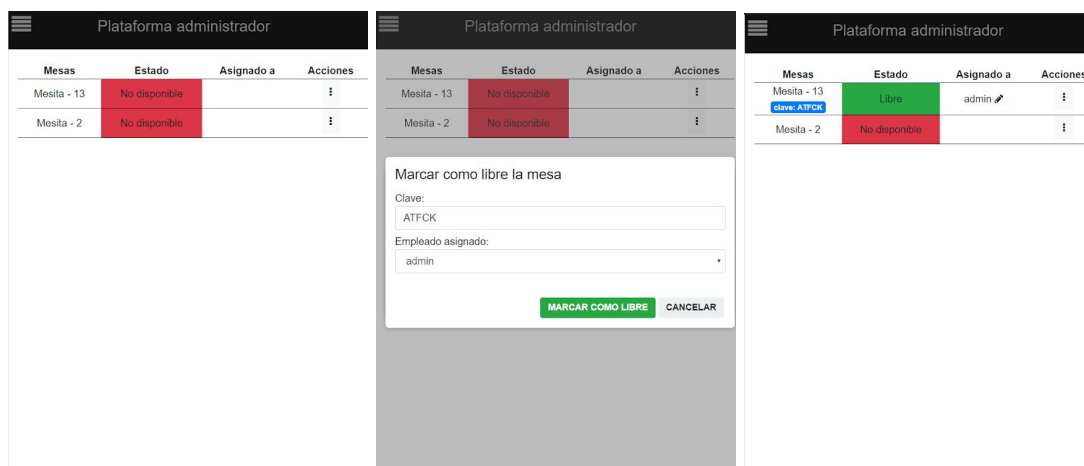 Plataforma administrador
Mesas Estado Asignado a Acciones
Mesita - 13 No disponible
Mesita - 2 No disponible
Plataforma administrador
Mesas Estado Asignado a Acciones
Mesita - 13 No disponible
Mesita - 2 No disponible
Marcar como libre la mesa
Clave:
ATFCK
Empleado asignado:
admin
MARCAR COMO LIBRE CANCELAR
Plataforma administrador
Mesas Estado Asignado a Acciones
Mesita - 13 Libre admin
clave: ATFCK
Mesita - 2 No disponible